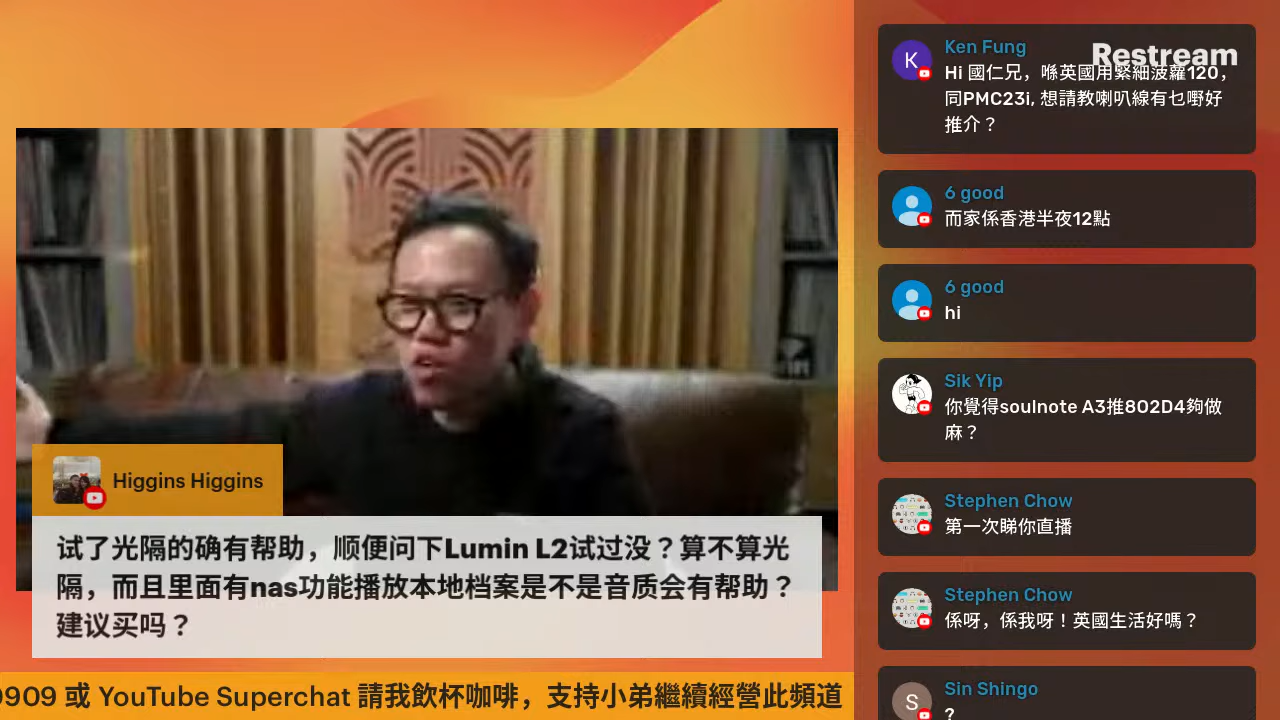 Higgins Higgins
试了光隔的确有帮助，顺便问下Lumin L2试过没？算不算光
隔，而且里面有nas功能播放本地档案是不是音质会有帮助？
建议买吗？
0909 或 YouTube Superchat 請我飲杯咖啡，支持小弟繼續經營此頻道
Restream
K
Ken Fung
Hi 國仁兄，喺英國用緊細菠蘿120，
同PMC23i, 想請教喇叭線有乜嘢好
推介？
6 good
而家係香港半夜12點
6 good
hi
Sik Yip
你覺得soulnote A3推802D4夠做
麻？
Stephen Chow
第一次睇你直播
Stephen Chow
係呀，係我呀！英國生活好嗎？
S
Sin Shingo
?